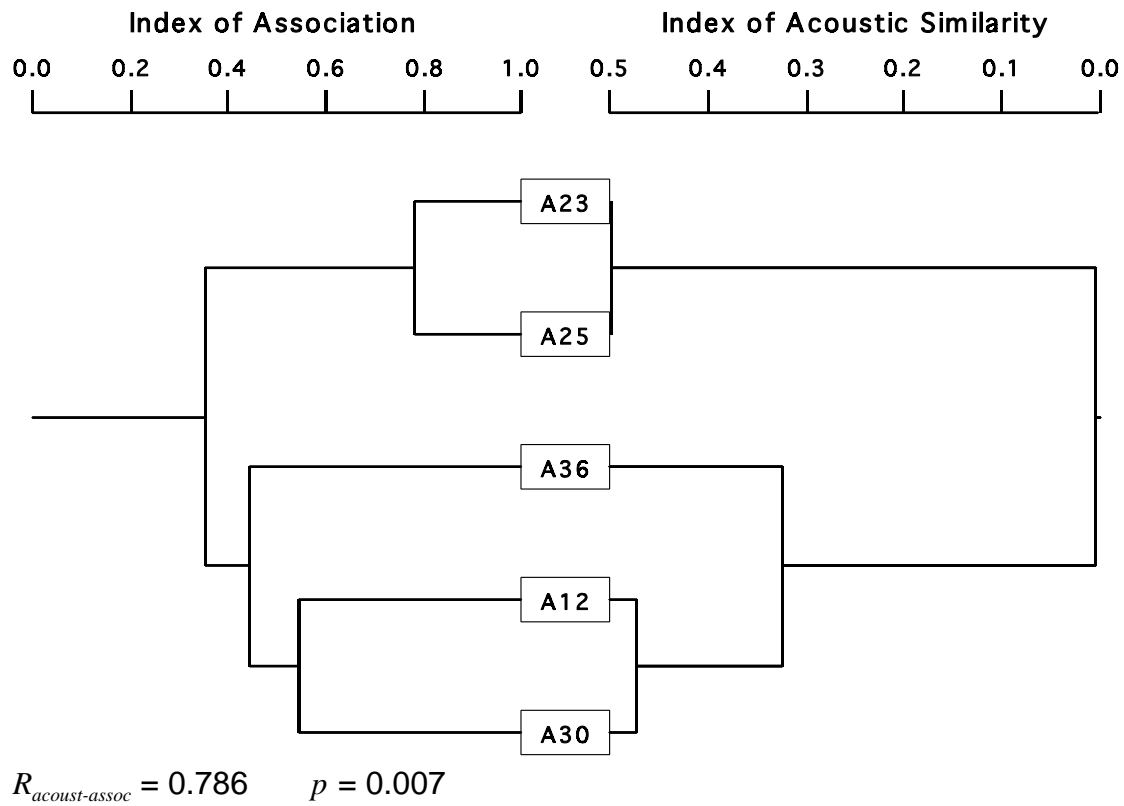 Index of Association Index of Acoustic Similarity
0.0 0.2 0.4 0.6 0.8 1.0 0.5 0.4 0.3 0.2 0.1 0.0
A23
A25
A36
A12
A30
R acoust-assoc = 0.786 p = 0.007